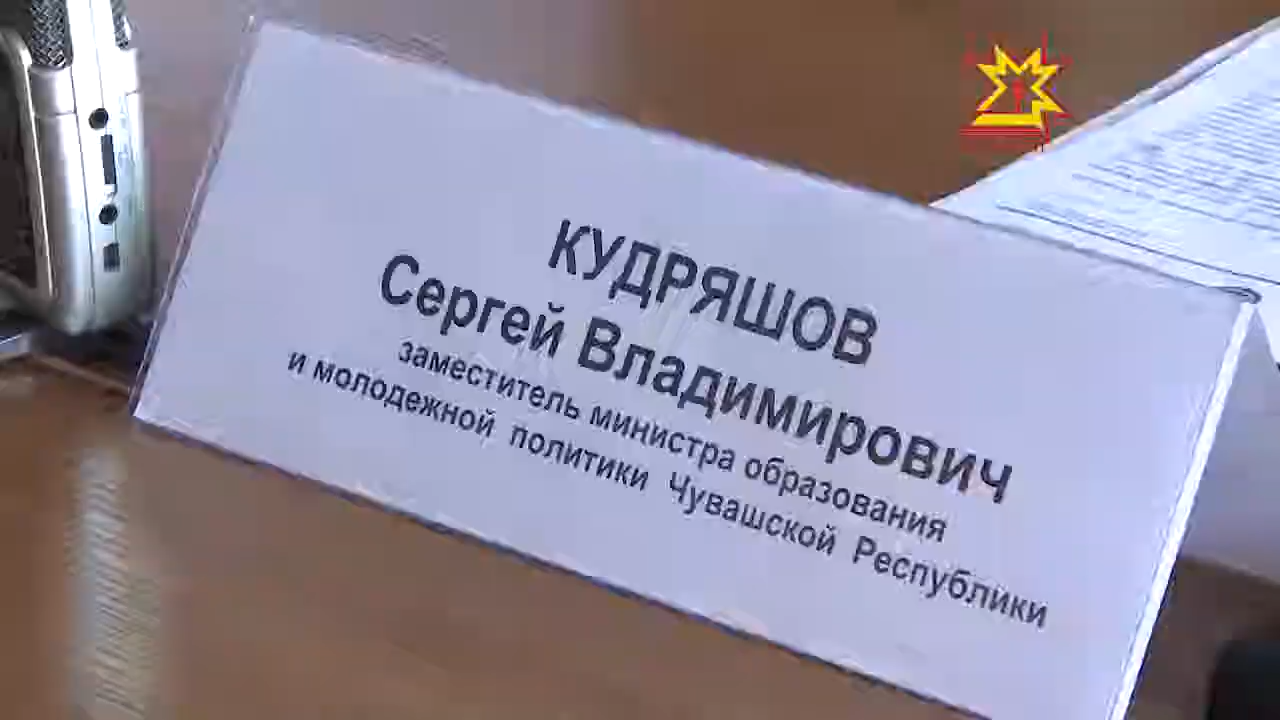 КУДРЯШОВ
Сергей Владимирович
заместитель министра образования
и молодежной политики Чувашской Республики